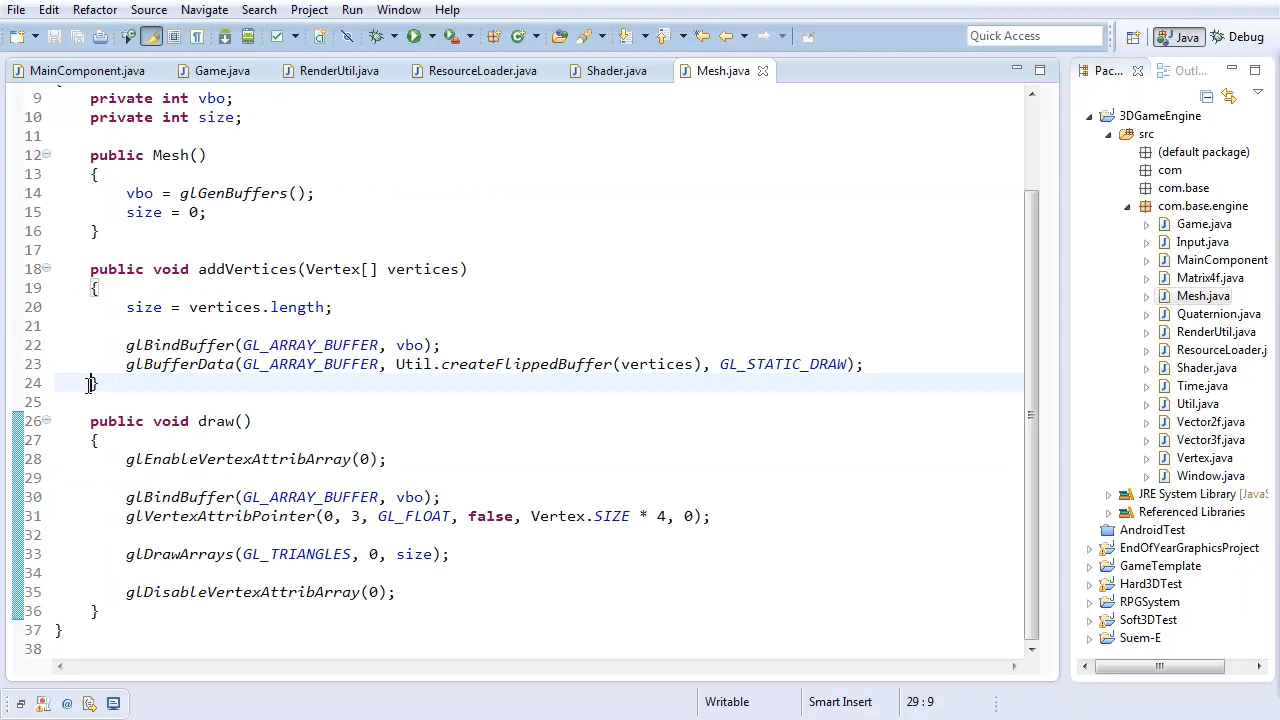 File Edit Refactor Source Navigate Search Project Run Window Help
Quick Access Java Debug
MainComponent.java Game.java RenderUtil.java ResourceLoader.java Shader.java Mesh.java Pac... Outl...
9 private int vbo;
10 private int size;
11
12 public Mesh()
13 {
14 vbo = glGenBuffers();
15 size = 0;
16 }
17
18 public void addVertices(Vertex[] vertices)
19 {
20 size = vertices.length;
21
22 glBindBuffer(GL_ARRAY_BUFFER, vbo);
23 glBufferData(GL_ARRAY_BUFFER, Util.createFlippedBuffer(vertices), GL_STATIC_DRAW);
24 }
25
26 public void draw()
27 {
28 glEnableVertexAttribArray(0);
29
30 glBindBuffer(GL_ARRAY_BUFFER, vbo);
31 glVertexAttribPointer(0, 3, GL_FLOAT, false, Vertex.SIZE * 4, 0);
32
33 glDrawArrays(GL_TRIANGLES, 0, size);
34
35 glDisableVertexAttribArray(0);
36 }
37 }
38
3DGameEngine
src
(default package)
com
com.base
com.base.engine
Game.java
Input.java
MainComponent
Matrix4f.java
Mesh.java
Quaternion.java
RenderUtil.java
ResourceLoader.j
Shader.java
Time.java
Util.java
Vector2f.java
Vector3f.java
Vertex.java
Window.java
JRE System Library [JavaS
Referenced Libraries
AndroidTest
EndOfYearGraphicsProject
GameTemplate
Hard3DTest
RPGSystem
Soft3DTest
Suem-E
Writable Smart Insert 29 : 9